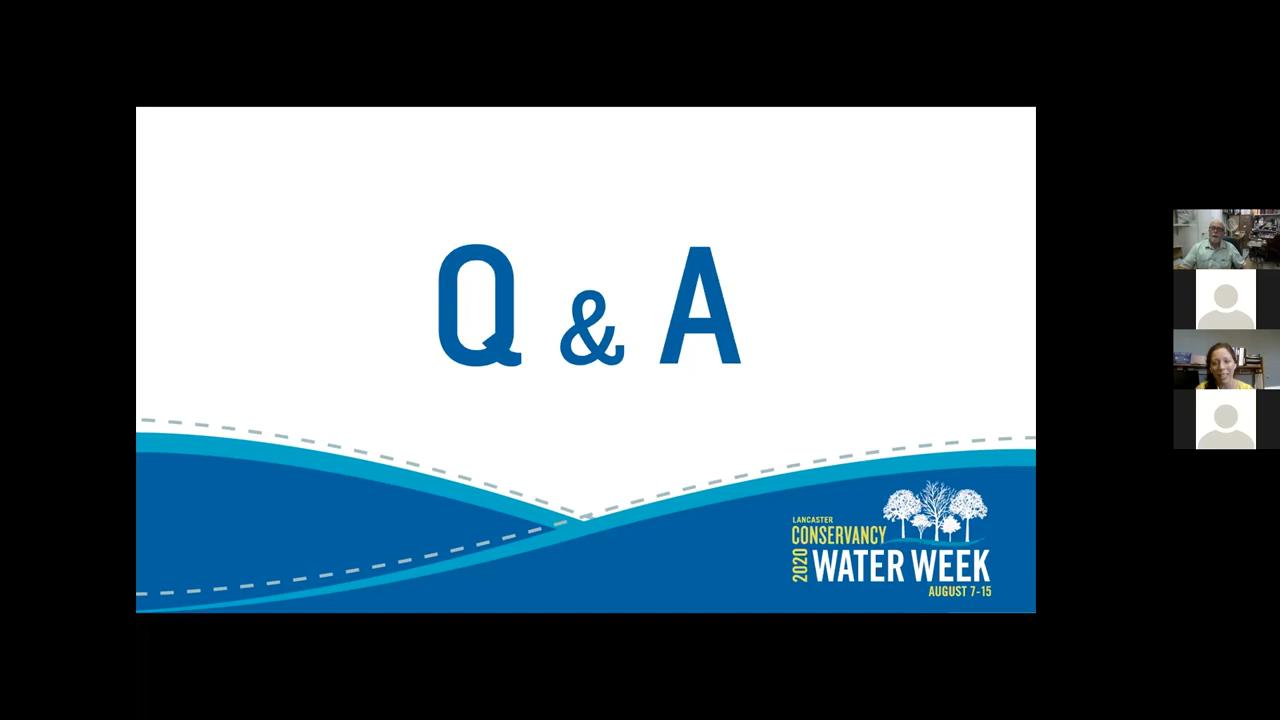 Q & A
LANCASTER
CONSERVANCY
2020
WATER WEEK
AUGUST 7-15